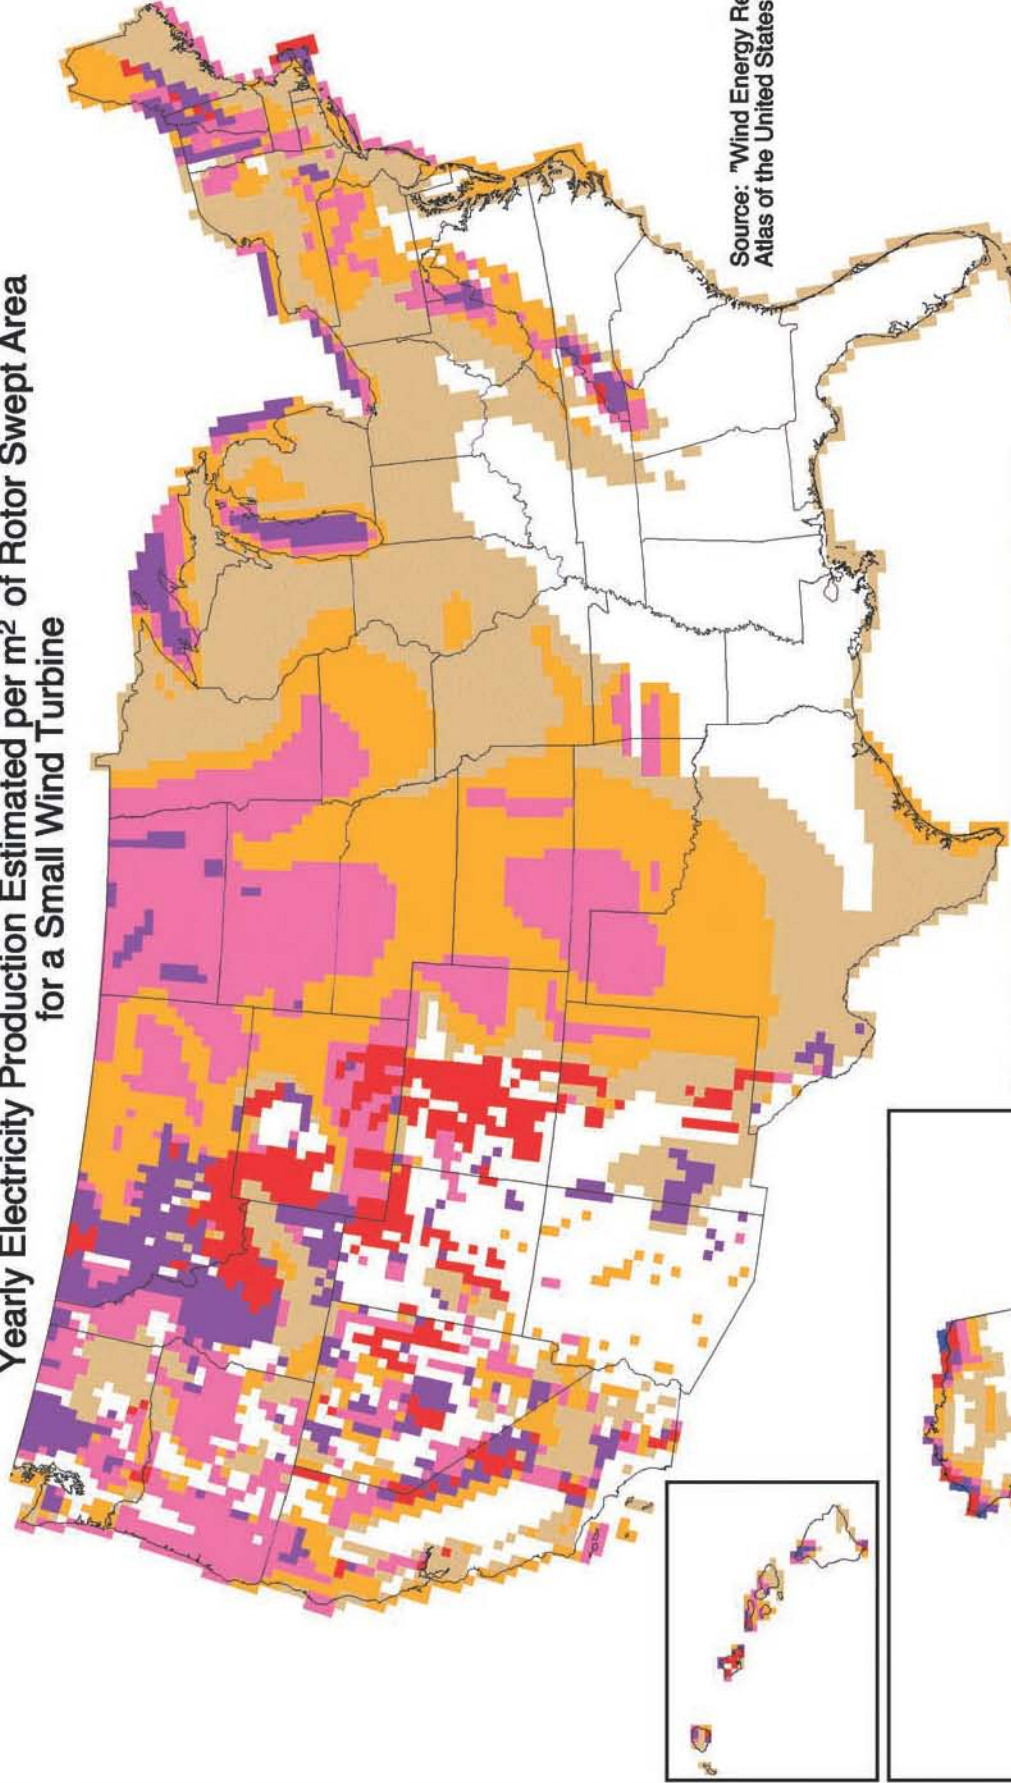 Yearly Electricity Production Estimated per m² of Rotor Swept Area
for a Small Wind Turbine
Source: "Wind Energy Re
Atlas of the United States